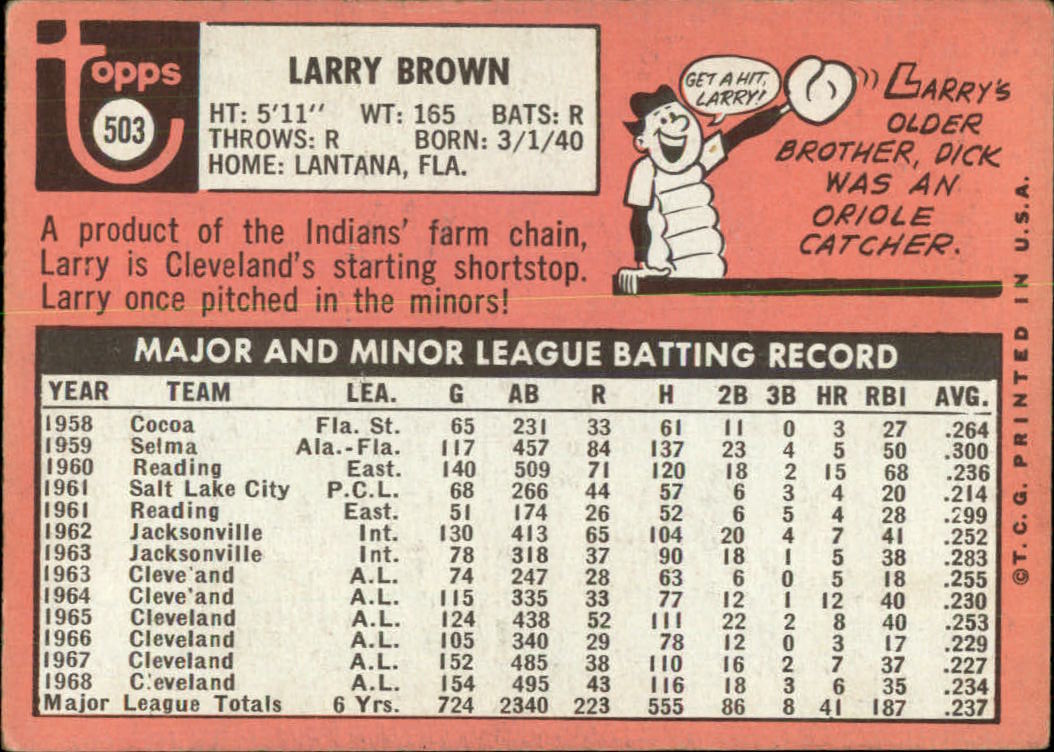 Topps
503
LARRY BROWN
HT: 5'11" WT: 165 BATS: R
THROWS: R BORN: 3/1/40
HOME: LANTANA, FLA.
GET A HIT,
LARRY!
LARRY'S
OLDER
BROTHER, DICK
WAS AN
ORIOLE
CATCHER.
A product of the Indians' farm chain,
Larry is Cleveland's starting shortstop.
Larry once pitched in the minors!
MAJOR AND MINOR LEAGUE BATTING RECORD
YEAR TEAM LEA. G AB R H 2B 3B HR RBI AVG.
1958 Cocoa Fla. St. 65 231 33 61 11 0 3 27 .264
1959 Selma Ala.-Fla. 117 457 84 137 23 4 5 50 .300
1960 Reading East. 140 509 71 120 18 2 15 68 .236
1961 Salt Lake City P.C.L. 68 266 44 57 6 3 4 20 .214
1961 Reading East. 51 174 26 52 6 5 4 28 .299
1962 Jacksonville Int. 130 413 65 104 20 4 7 41 .252
1963 Jacksonville Int. 78 318 37 90 18 1 5 38 .283
1963 Cleve'and A.L. 74 247 28 63 6 0 5 18 .255
1964 Cleve'and A.L. 115 335 33 77 12 1 12 40 .230
1965 Cleveland A.L. 124 438 52 111 22 2 8 40 .253
1966 Cleveland A.L. 105 340 29 78 12 0 3 17 .229
1967 Cleveland A.L. 152 485 38 110 16 2 7 37 .227
1968 C:eveland A.L. 154 495 43 116 18 3 6 35 .234
Major League Totals 6 Yrs. 724 2340 223 555 86 8 41 187 .237
©T. C. G. PRINTED IN U.S.A.